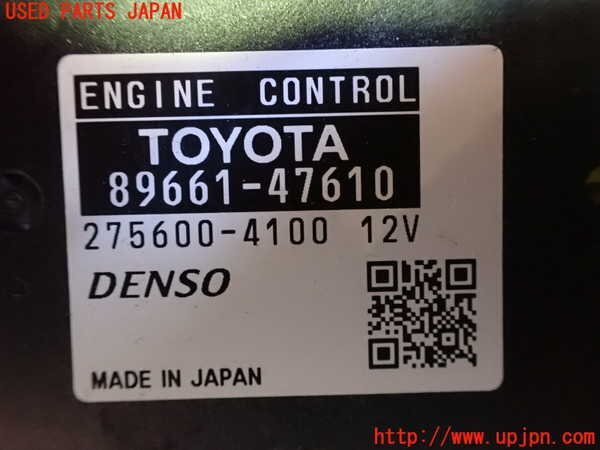 USED PARTS JAPAN
ENGINE CONTROL
TOYOTA
89661-47610
275600-4100 12V
DENSO
MADE IN JAPAN
http://www.upjpn.com/